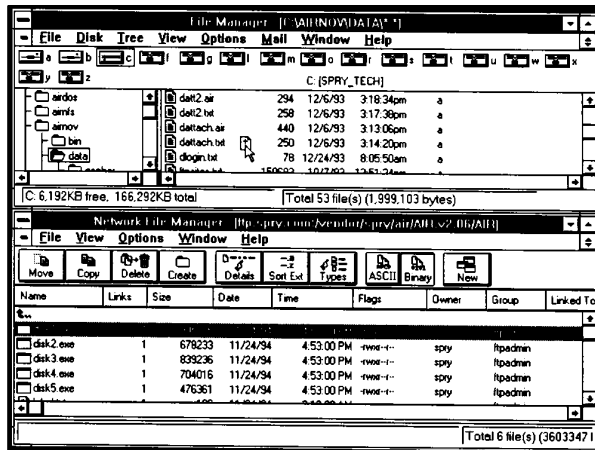 File Manager - [C:\AIRNOV\DATA\*.*]
File Disk Tree View Options Mail Window Help
a b c f g l m o r s t u w x
y z
C: [SPRY_TECH]
airdos
airnfs
airnov
bin
data
datt2.air 294 12/6/93 3:18:34pm a
datt2.txt 258 12/6/93 3:17:38pm a
dattach.air 440 12/6/93 3:13:06pm a
dattach.txt 250 12/6/93 3:14:20pm a
dlogin.txt 78 12/24/93 8:05:50am a
C: 6,192KB free, 166,292KB total
Total 53 file(s) (1,999,103 bytes)
Network File Manager - [ftp.spry.com:/vendor/spry/air/AIR.v2.06/AIR]
File View Options Window Help
Move Copy Delete Create Details Sort Ext Types ASCII Binary New
Name Links Size Date Time Flags Owner Group Linked To
t..
disk2.exe 1 678233 11/24/94 4:53:00 PM -rwxr--r-- spry ftpadmin
disk3.exe 1 839236 11/24/94 4:53:00 PM -rwxr--r-- spry ftpadmin
disk4.exe 1 704016 11/24/94 4:53:00 PM -rwxr--r-- spry ftpadmin
disk5.exe 1 476361 11/24/94 4:53:00 PM -rwxr--r-- spry ftpadmin
Total 6 file(s) (3603347